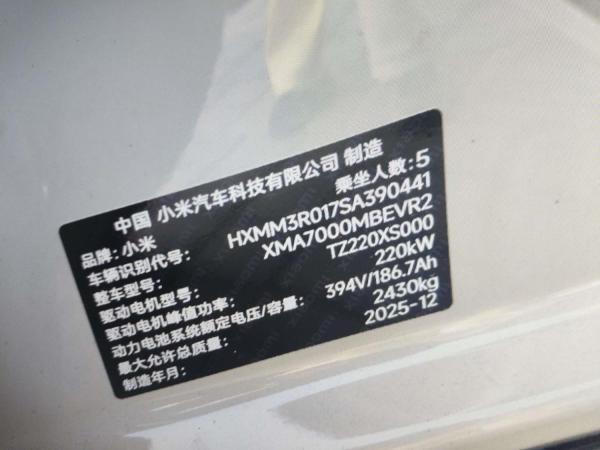 中国 小米汽车科技有限公司 制造
品牌:小米 乘坐人数:5
车辆识别代号: HXMM3R017SA390441
整车型号: XMA7000MBEVR2
驱动电机型号: TZ220XS000
驱动电机峰值功率: 220kW
动力电池系统额定电压/容量: 394V/186.7Ah
最大允许总质量: 2430kg
制造年月: 2025-12